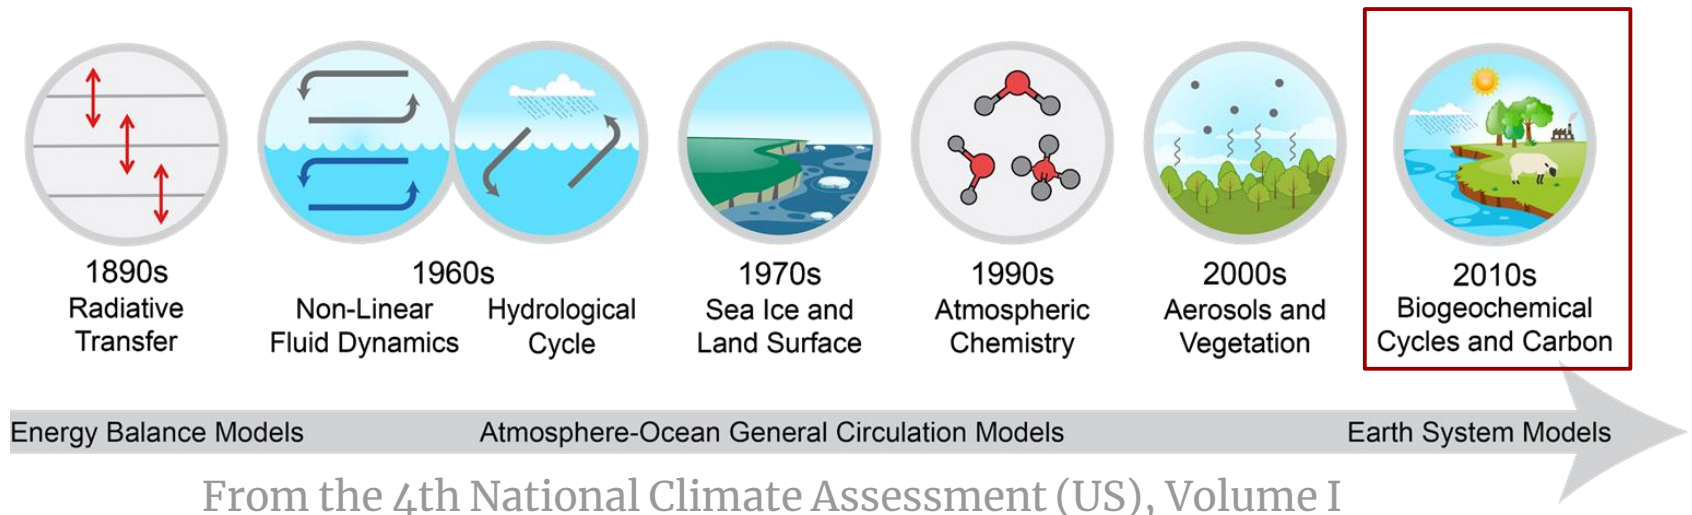 1890s
Radiative
Transfer
1960s
Non-Linear
Fluid Dynamics
Hydrological
Cycle
1970s
Sea Ice and
Land Surface
1990s
Atmospheric
Chemistry
2000s
Aerosols and
Vegetation
2010s
Biogeochemical
Cycles and Carbon
Energy Balance Models
Atmosphere-Ocean General Circulation Models
Earth System Models
From the 4th National Climate Assessment (US), Volume I